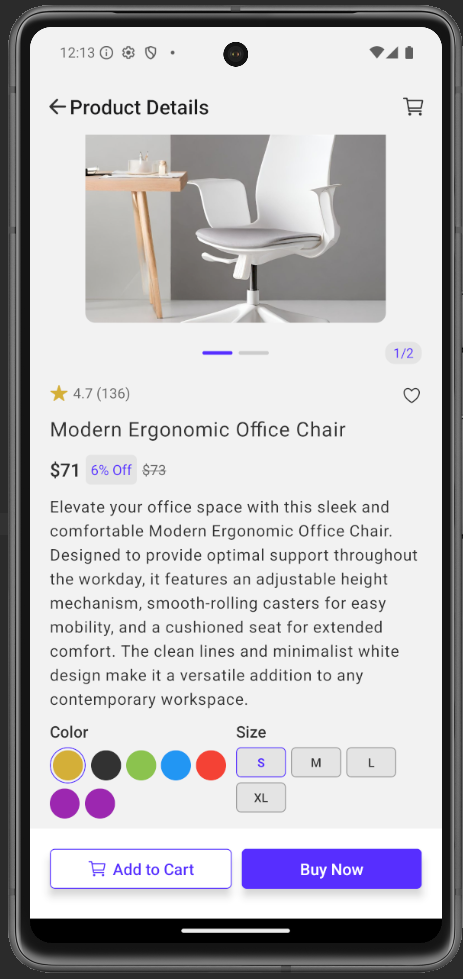 12:13
Product Details
1/2
4.7 (136)
Modern Ergonomic Office Chair
$71 6% Off $73
Elevate your office space with this sleek and
comfortable Modern Ergonomic Office Chair.
Designed to provide optimal support throughout
the workday, it features an adjustable height
mechanism, smooth-rolling casters for easy
mobility, and a cushioned seat for extended
comfort. The clean lines and minimalist white
design make it a versatile addition to any
contemporary workspace.
Color
Size
S M L
XL
Add to Cart
Buy Now